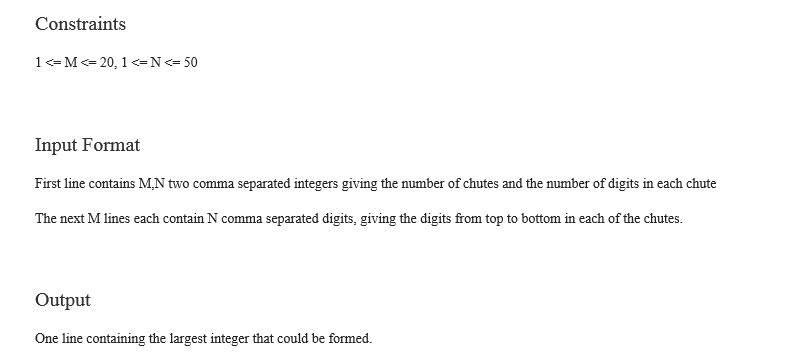 Constraints
1 <= M <= 20, 1 <= N <= 50
Input Format
First line contains M,N two comma separated integers giving the number of chutes and the number of digits in each chute
The next M lines each contain N comma separated digits, giving the digits from top to bottom in each of the chutes.
Output
One line containing the largest integer that could be formed.